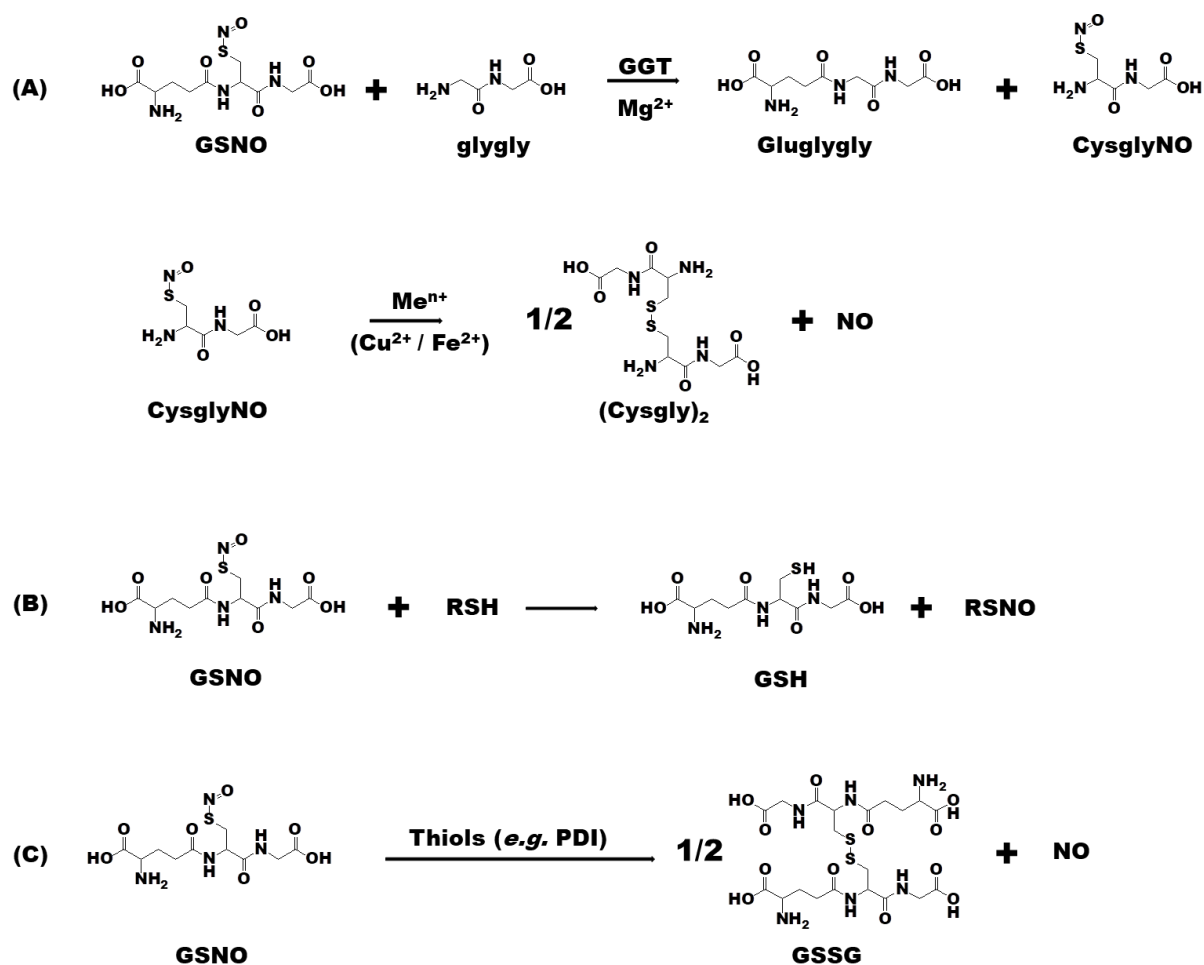 (A)
GSNO
+
glygly
GGT
Mg²⁺
Gluglygly
+
CysglyNO
CysglyNO
Meⁿ⁺
(Cu²⁺ / Fe²⁺)
1/2
(Cysgly)₂
+
NO
(B)
GSNO
+
RSH
GSH
+
RSNO
(C)
GSNO
Thiols (e.g. PDI)
1/2
GSSG
+
NO